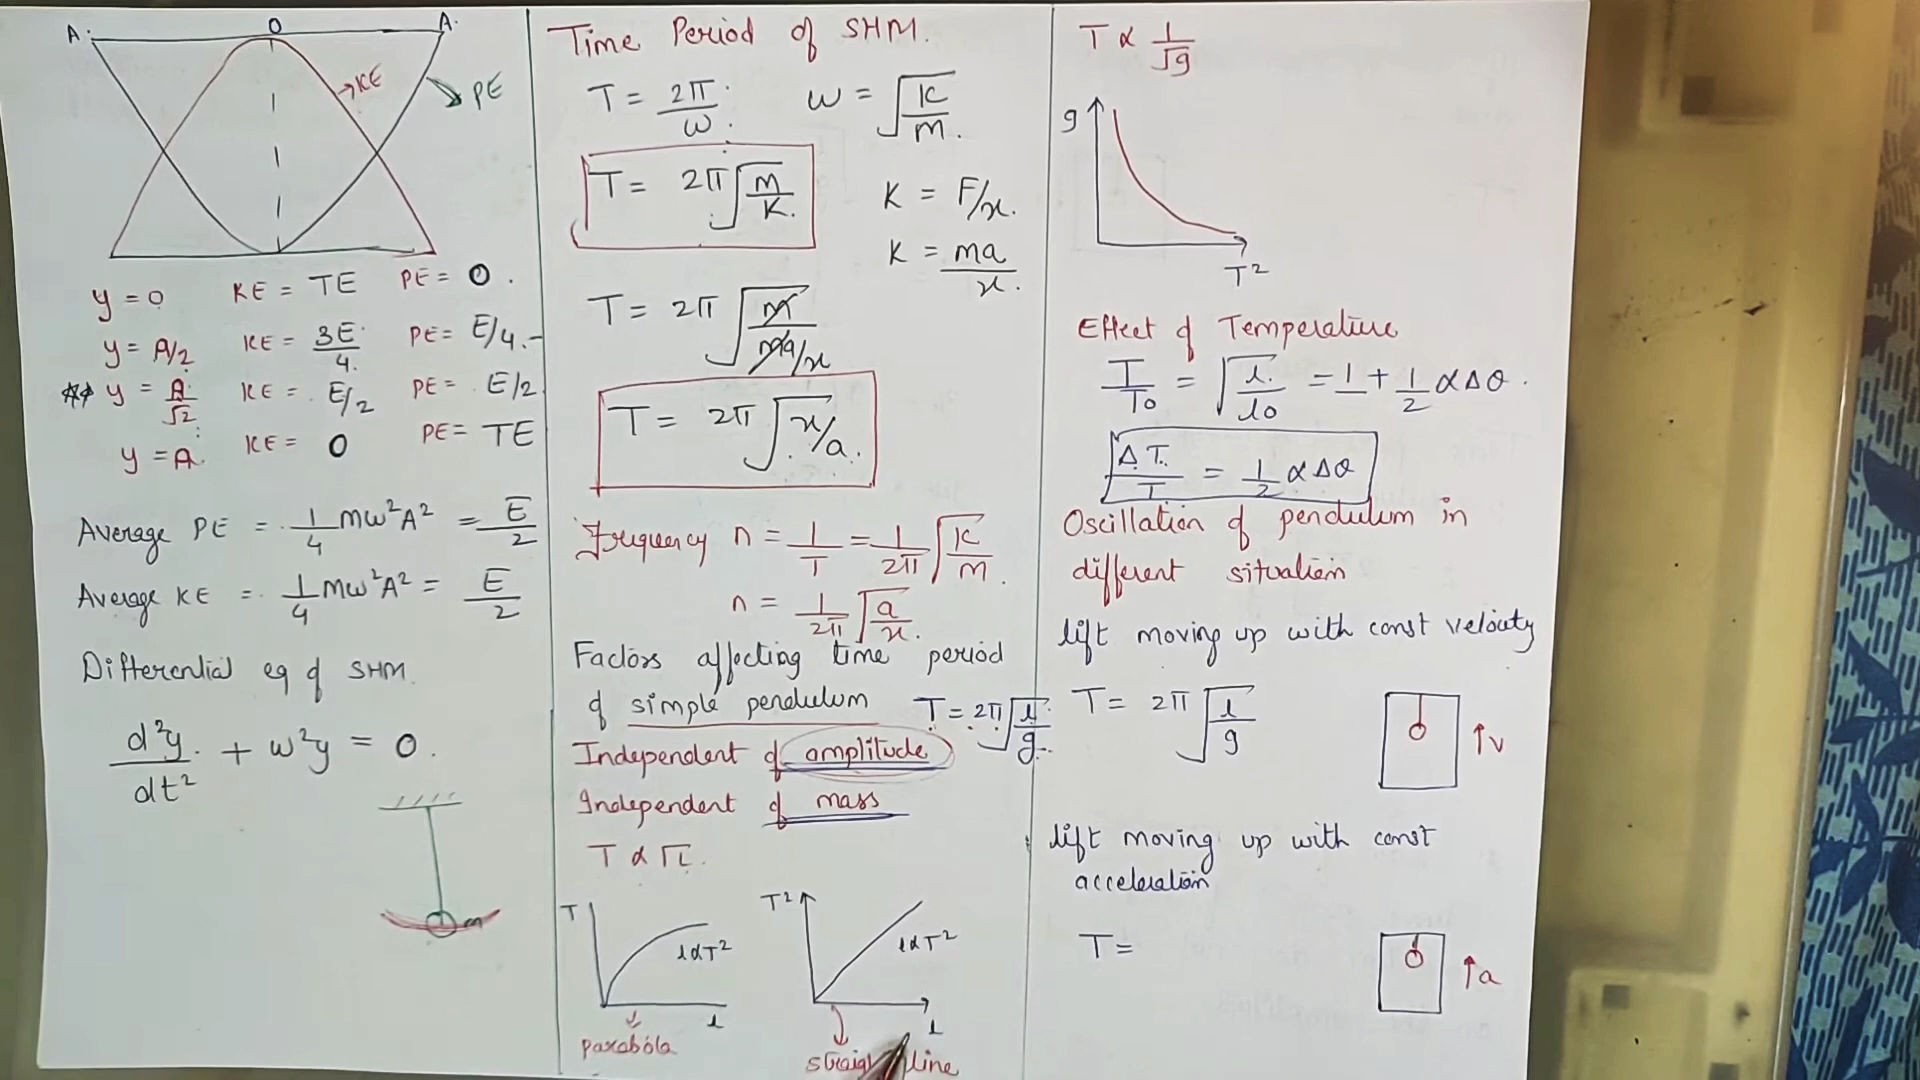 A. O A.
→KE
PE
y = 0 KE = TE PE = 0.
y = A/2 KE = 3E/4. PE = E/4.
y = A/√2 KE = E/2 PE = E/2
y = A. KE = 0 PE = TE
Average PE = 1/4 mω²A² = E/2
Average KE = 1/4 mω²A² = E/2
Differential eq of SHM.
d²y/dt² + ω²y = 0.
m
Time Period of SHM.
T = 2π/ω. ω = √K/m.
T = 2π√m/K. K = F/x.
K = ma/x.
T = 2π√m/ma/x
T = 2π√x/a.
Frequency n = 1/T = 1/2π √K/m.
n = 1/2π √a/x.
Factors affecting time period
of simple pendulum T = 2π√l/g.
Independent of amplitude
Independent of mass
T ∝ √l.
T l∝T² l
parabola
T² l∝T² l
straig line
T ∝ 1/√g
g
T²
Effect of Temperature
T/T0 = √l/l0 = 1 + 1/2 ∝Δθ.
ΔT/T = 1/2 ∝Δθ
Oscillation of pendulum in
different situation
lift moving up with const velocity
T = 2π√l/g ↑v
lift moving up with const
acceleration
T = ↑a